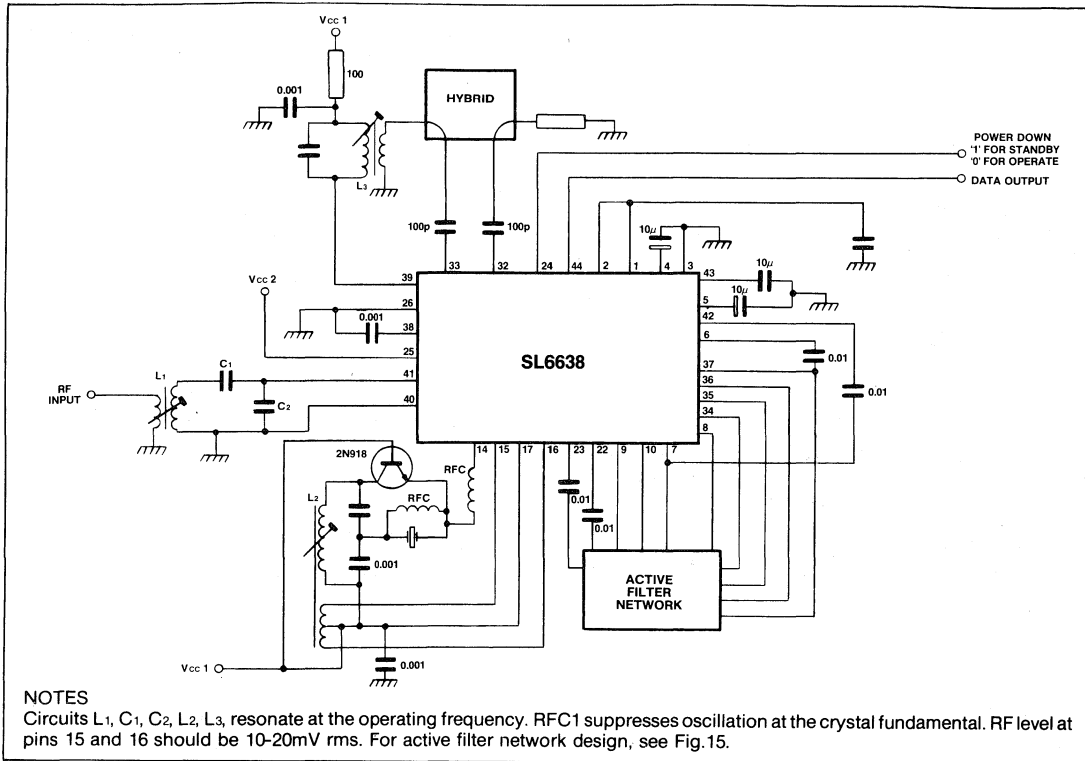 Vcc 1
100
0.001
HYBRID
L3
POWER DOWN
'1' FOR STANDBY
'0' FOR OPERATE
DATA OUTPUT
100p
100p
10µ
33
32
24
44
2
1
4
3
39
26
38
25
41
40
43
5
42
6
37
36
35
34
8
10µ
10µ
0.01
0.01
Vcc 2
0.001
SL6638
RF
INPUT
L1
C1
C2
14
15
17
16
23
22
9
10
7
2N918
RFC
RFC
L2
0.001
0.01
0.01
ACTIVE
FILTER
NETWORK
Vcc 1
0.001
NOTES
Circuits L1, C1, C2, L2, L3, resonate at the operating frequency. RFC1 suppresses oscillation at the crystal fundamental. RF level at
pins 15 and 16 should be 10-20mV rms. For active filter network design, see Fig.15.